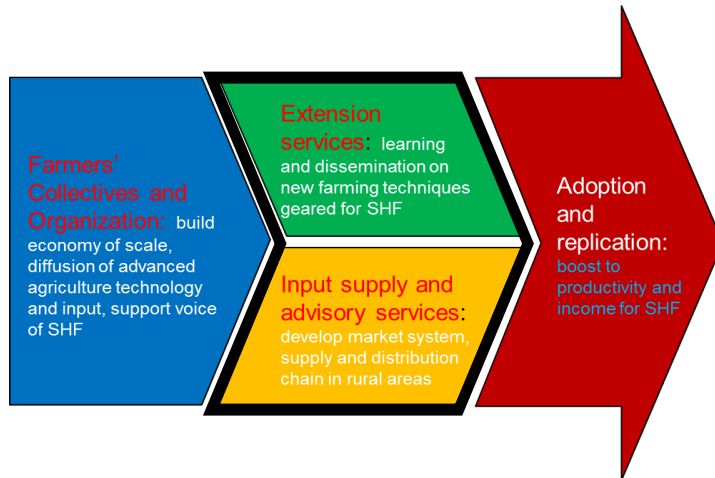 Farmers'
Collectives and
Organization: build
economy of scale,
diffusion of advanced
agriculture technology
and input, support voice
of SHF
Extension
services: learning
and dissemination on
new farming techniques
geared for SHF
Input supply and
advisory services:
develop market system,
supply and distribution
chain in rural areas
Adoption
and
replication:
boost to
productivity and
income for SHF